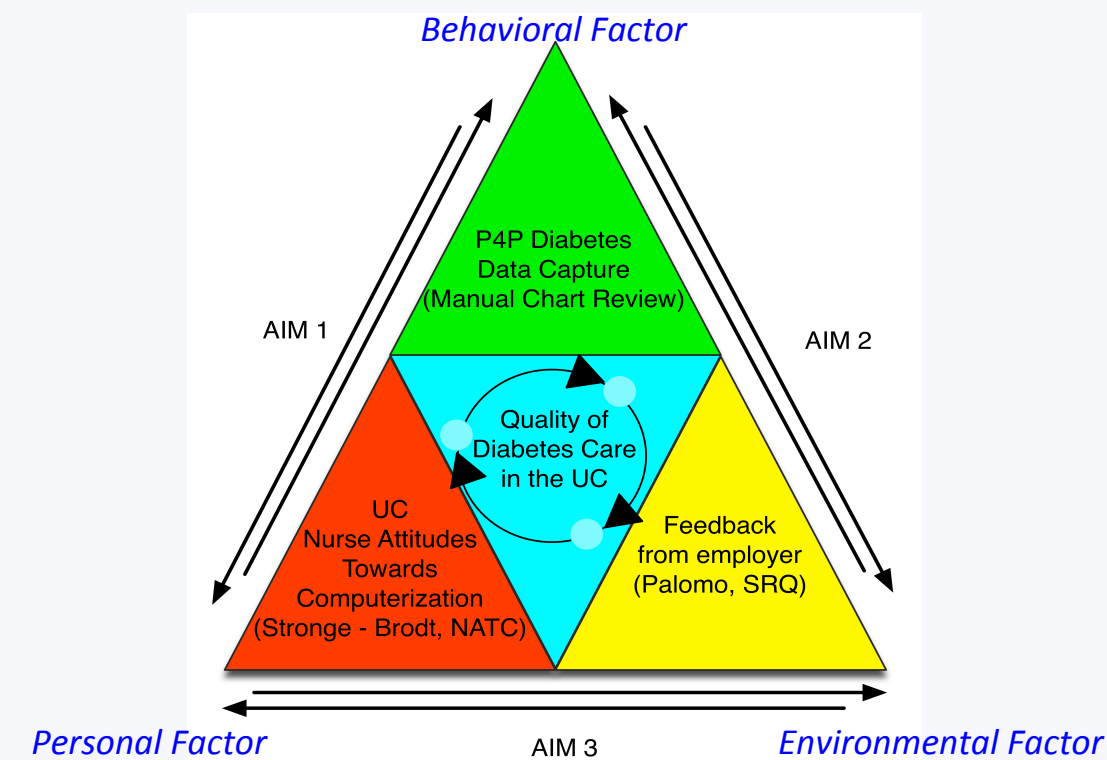 Behavioral Factor
P4P Diabetes
Data Capture
(Manual Chart Review)
AIM 1
AIM 2
Quality of
Diabetes Care
in the UC
UC
Nurse Attitudes
Towards
Computerization
(Stronge - Brodt, NATC)
Feedback
from employer
(Palomo, SRQ)
Personal Factor
AIM 3
Environmental Factor